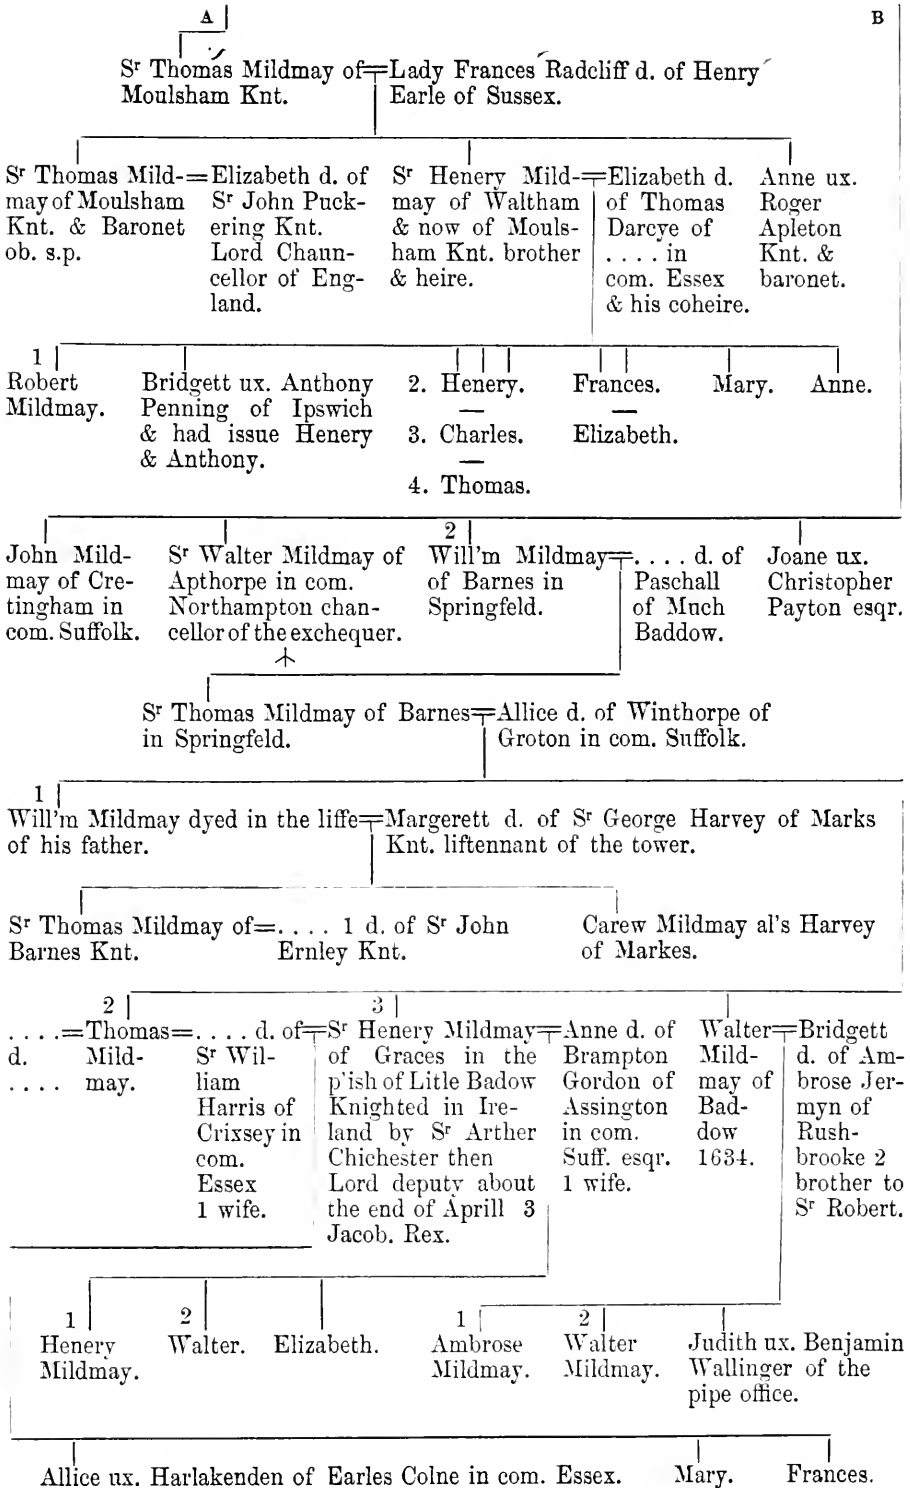 A B
Sr Thomas Mildmay of=Lady Frances Radcliff d. of Henry
Moulsham Knt. Earle of Sussex.
Sr Thomas Mild-=Elizabeth d. of Sr Henery Mild-=Elizabeth d. Anne ux.
may of Moulsham Sr John Puck- may of Waltham of Thomas Roger
Knt. & Baronet ering Knt. & now of Mouls- Darcye of Apleton
ob. s.p. Lord Chaun- ham Knt. brother . . . . in Knt. &
cellor of Eng- & heire. com. Essex baronet.
land. & his coheire.
1
Robert Bridgett ux. Anthony 2. Henery. Frances. Mary. Anne.
Mildmay. Penning of Ipswich
& had issue Henery 3. Charles. Elizabeth.
& Anthony.
4. Thomas.
2
John Mild- Sr Walter Mildmay of Will'm Mildmay=. . . . d. of Joane ux.
may of Cre- Apthorpe in com. of Barnes in Paschall Christopher
tingham in Northampton chan- Springfeld. of Mnch Payton esqr.
com. Suffolk. cellor of the exchequer. Baddow.
Sr Thomas Mildmay of Barnes=Allice d. of Winthorpe of
in Springfeld. Groton in com. Suffolk.
1
Will'm Mildmay dyed in the liffe=Margerett d. of Sr George Harvey of Marks
of his father. Knt. liftennant of the tower.
Sr Thomas Mildmay of=. . . . 1 d. of Sr John Carew Mildmay al's Harvey
Barnes Knt. Ernley Knt. of Markes.
2 3
. . . .=Thomas=. . . . d. of=Sr Henery Mildmay=Anne d. of Walter=Bridgett
d. Mild- Sr Wil- of Graces in the Brampton Mild- d. of Am-
. . . . may. liam p'ish of Litle Badow Gordon of may of brose Jer-
Harris of Knighted in Ire- Assington Bad- myn of
Crixsey in land by Sr Arther in com. dow Rush-
com. Chichester then Suff. esqr. 1634. brooke 2
Essex Lord deputy about 1 wife. brother to
1 wife. the end of Aprill 3 Sr Robert.
Jacob. Rex.
1 2 1 2
Henery Walter. Elizabeth. Ambrose Walter Judith ux. Benjamin
Mildmay. Mildmay. Mildmay. Wallinger of the
pipe office.
Allice ux. Harlakenden of Earles Colne in com. Essex. Mary. Frances.